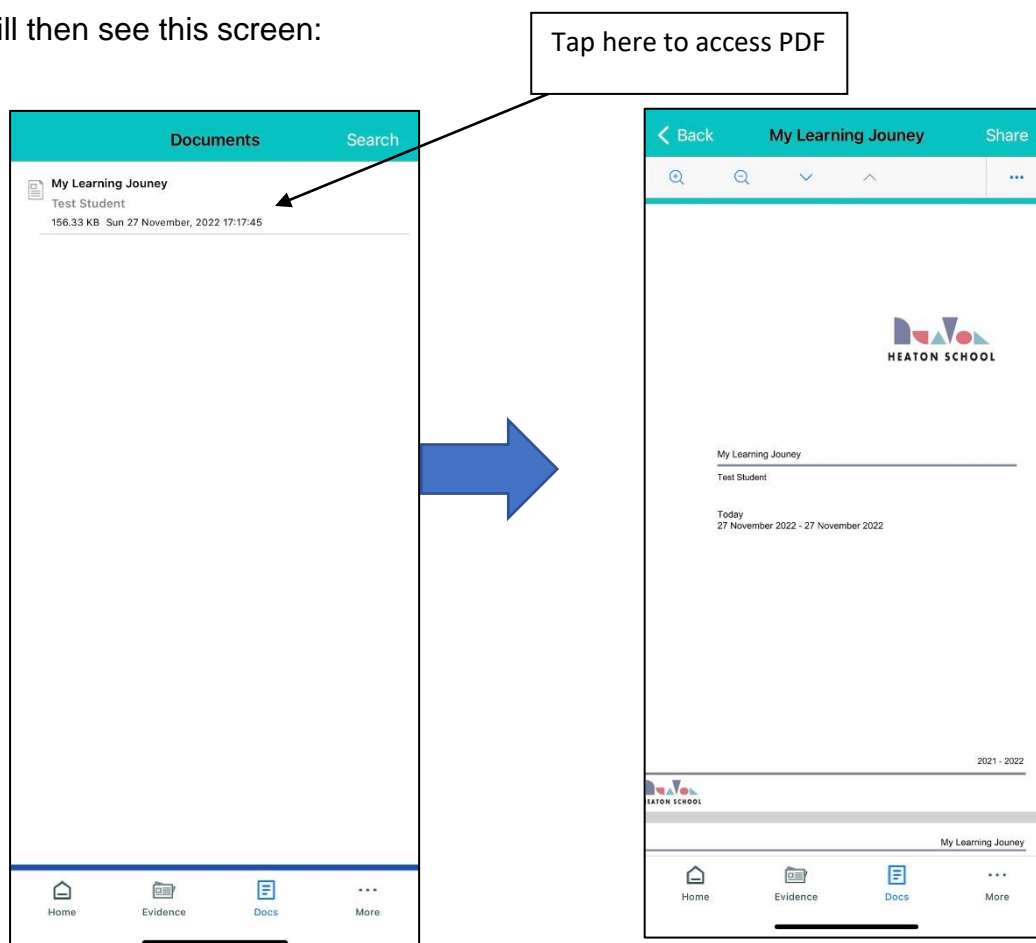 ill then see this screen:
Tap here to access PDF
Documents
Search
My Learning Jouney
Test Student
156.33 KB Sun 27 November, 2022 17:17:45
Home
Evidence
Docs
More
Back
My Learning Jouney
Share
HEATON SCHOOL
My Learning Jouney
Test Student
Today
27 November 2022 - 27 November 2022
2021 - 2022
EATON SCHOOL
My Learning Jouney
Home
Evidence
Docs
More